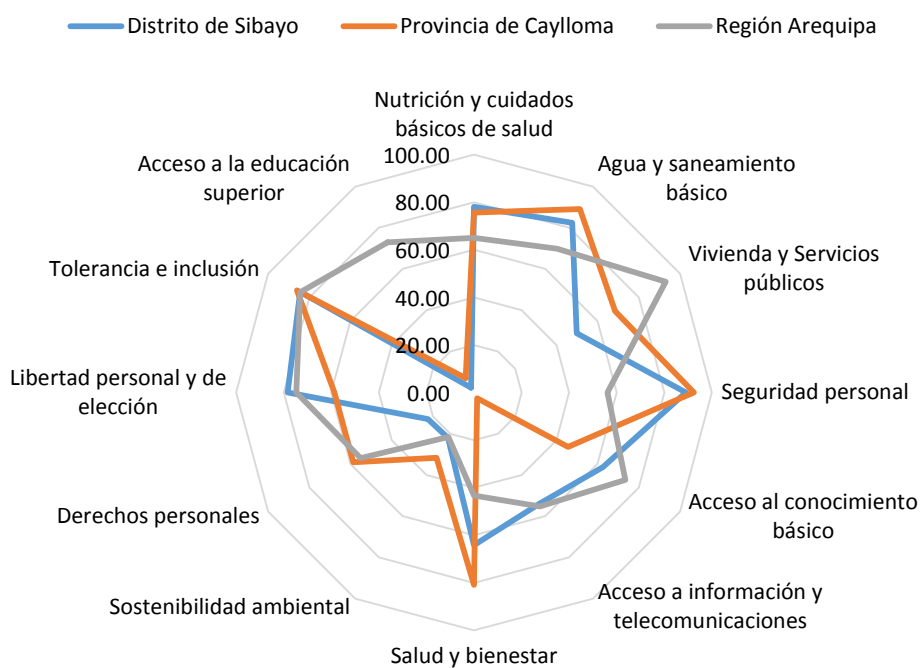 Distrito de Sibayo
Provincia de Caylloma
Región Arequipa
Nutrición y cuidados
básicos de salud
Agua y saneamiento
básico
Vivienda y Servicios
públicos
Seguridad personal
Acceso al conocimiento
básico
Acceso a información y
telecomunicaciones
Salud y bienestar
Sostenibilidad ambiental
Derechos personales
Libertad personal y de
elección
Tolerancia e inclusión
Acceso a la educación
superior
100.00
80.00
60.00
40.00
20.00
0.00